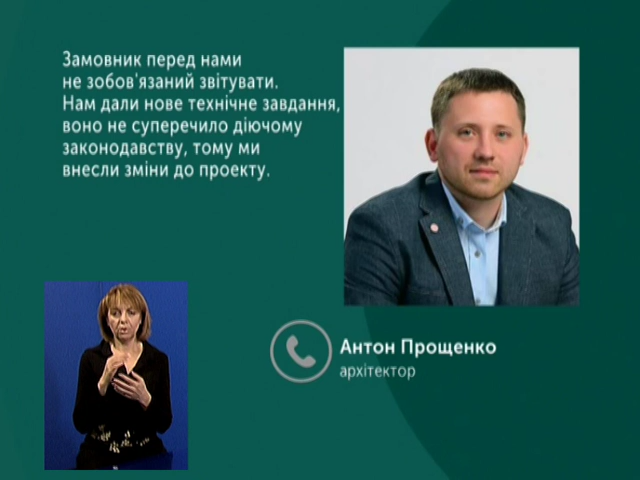 Замовник перед нами
не зобов'язаний звітувати.
Нам дали нове технічне завдання,
воно не суперечило діючому
законодавству, тому ми
внесли зміни до проекту.
Антон Прощенко
архітектор